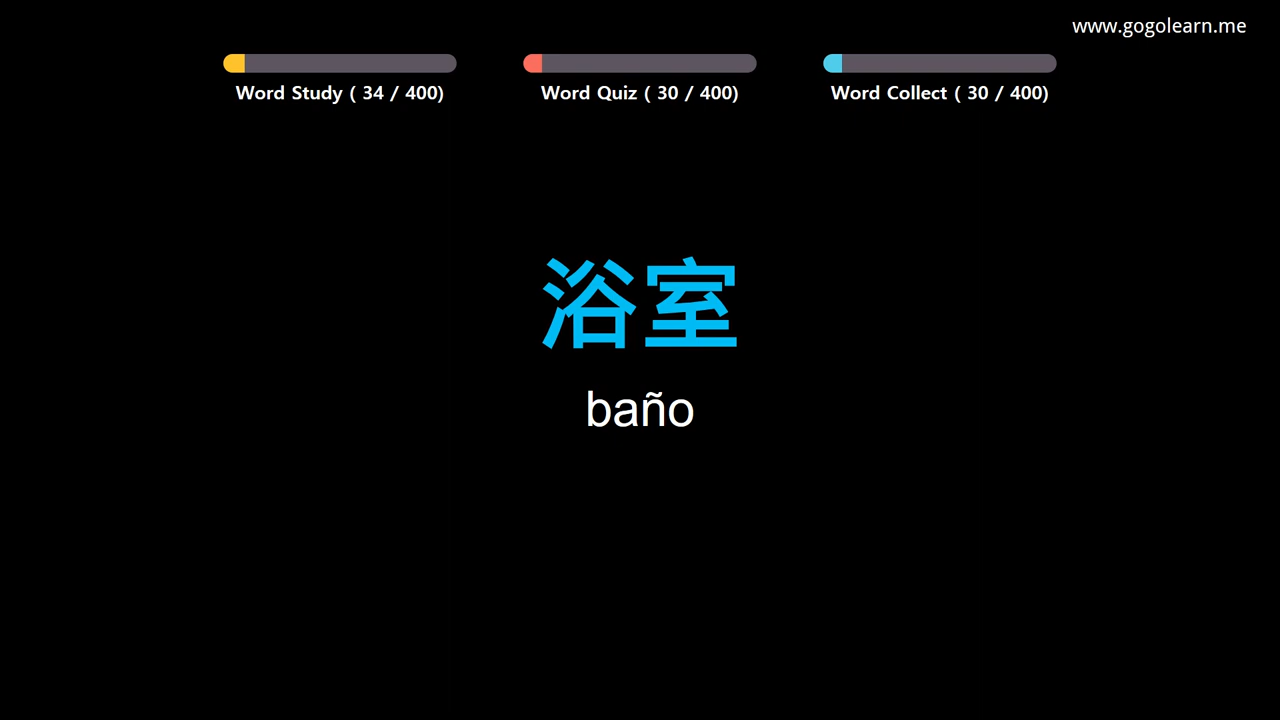 www.gogolearn.me
Word Study ( 34 / 400)
Word Quiz ( 30 / 400)
Word Collect ( 30 / 400)
浴室
baño